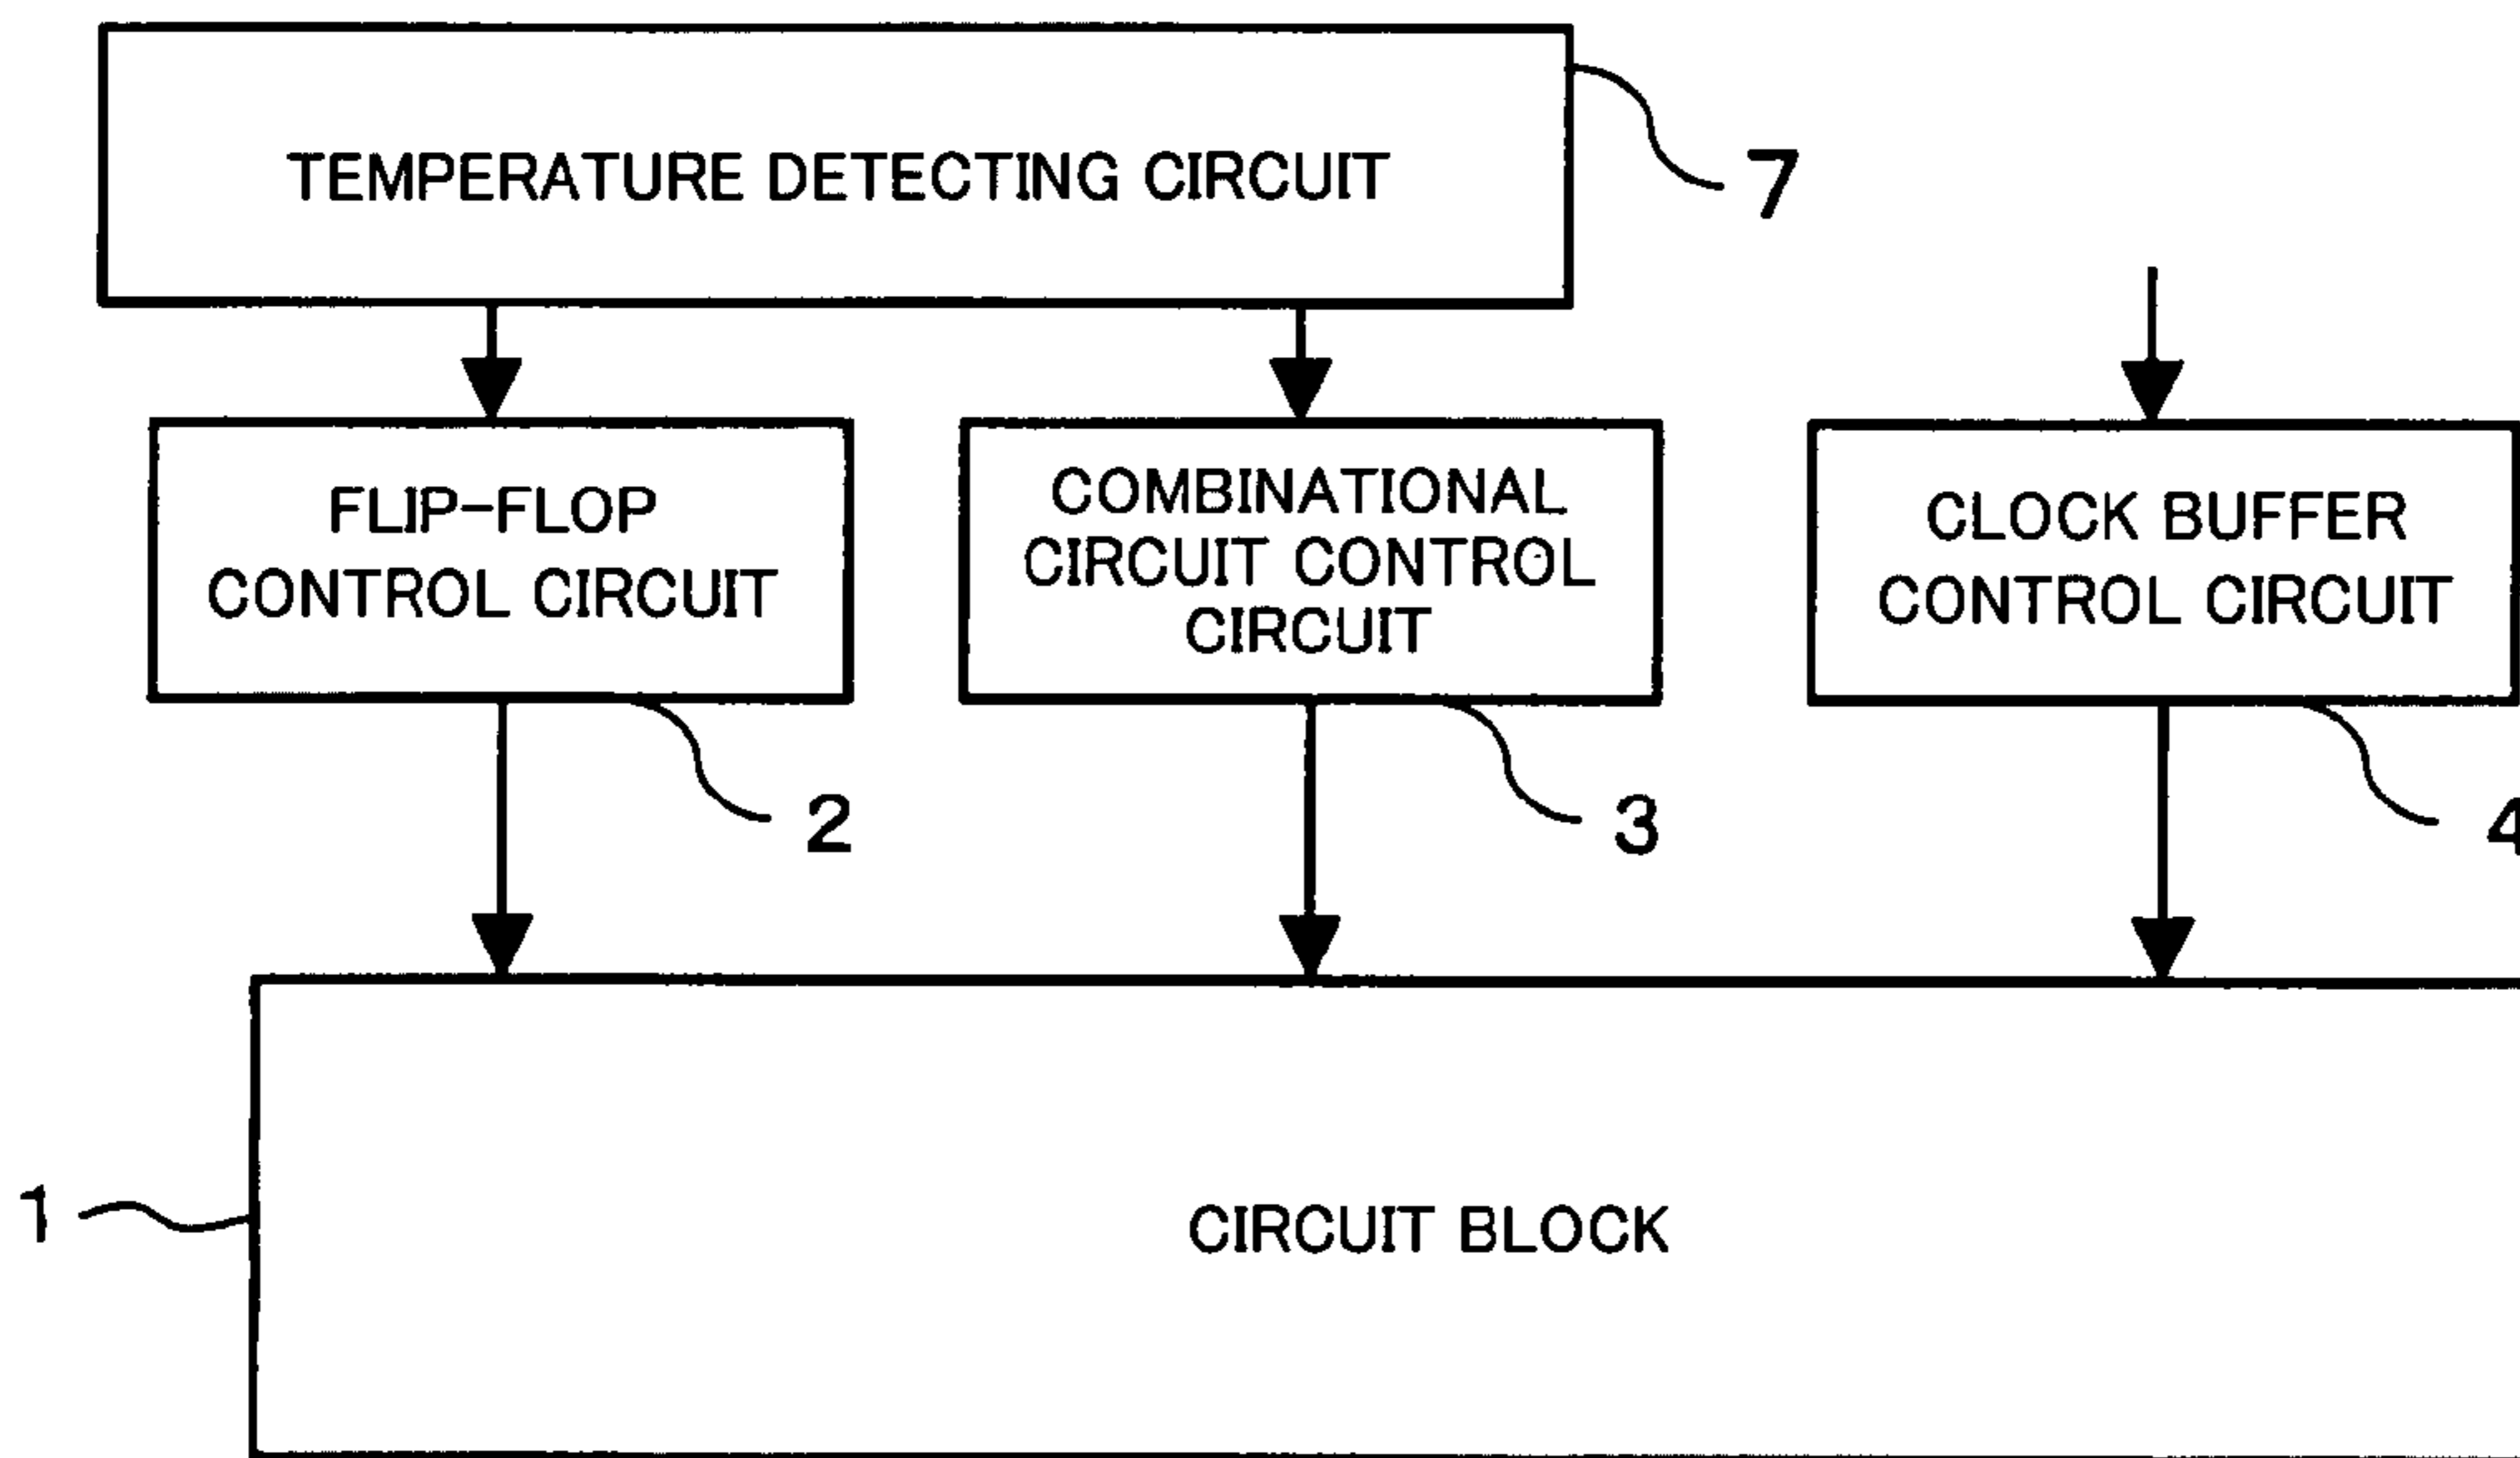 TEMPERATURE DETECTING CIRCUIT
7
FLIP-FLOP
CONTROL CIRCUIT
COMBINATIONAL
CIRCUIT CONTROL
CIRCUIT
CLOCK BUFFER
CONTROL CIRCUIT
2
3
4
1
CIRCUIT BLOCK